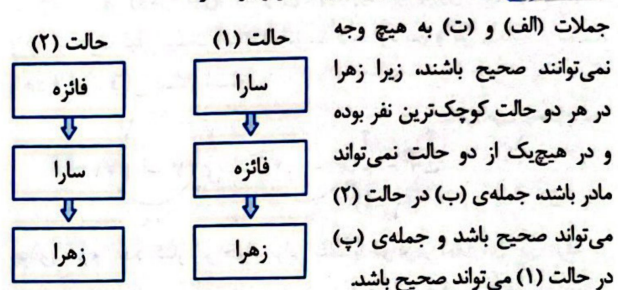 جملات (الف) و (ت) به هیچ وجه
نمی‌توانند صحیح باشند، زیرا زهرا
در هر دو حالت کوچک‌ترین نفر بوده
و در هیچ‌یک از دو حالت نمی‌تواند
مادر باشد، جمله‌ی (ب) در حالت (۲)
می‌تواند صحیح باشد و جمله‌ی (پ)
در حالت (۱) می‌تواند صحیح باشد.
حالت (۱)
سارا
فائزه
زهرا
حالت (۲)
فائزه
سارا
زهرا